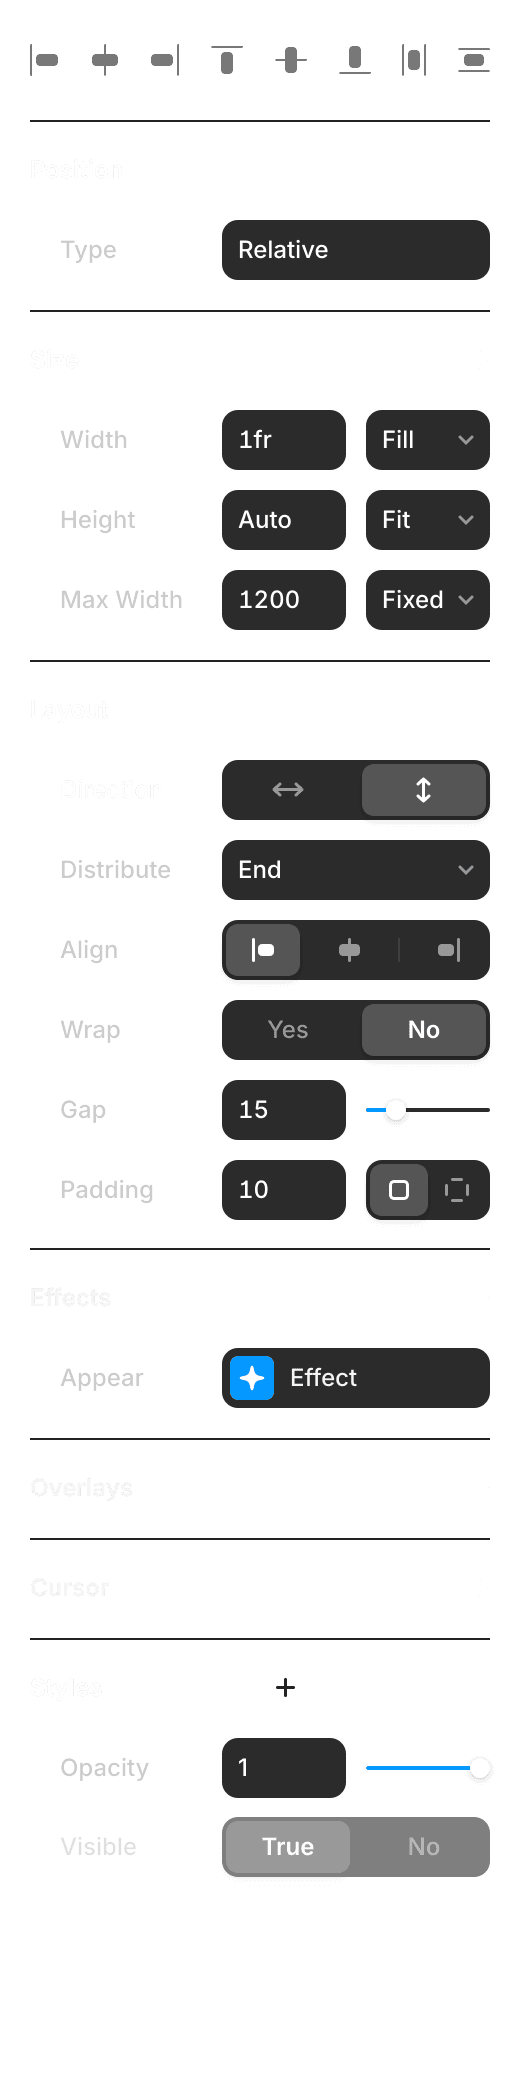 Position
Type Relative
Size
Width 1fr Fill
Height Auto Fit
Max Width 1200 Fixed
Layout
Direction
Distribute End
Align
Wrap Yes No
Gap 15
Padding 10
Effects
Appear Effect
Overlays
Cursor
Styles
Opacity 1
Visible True No